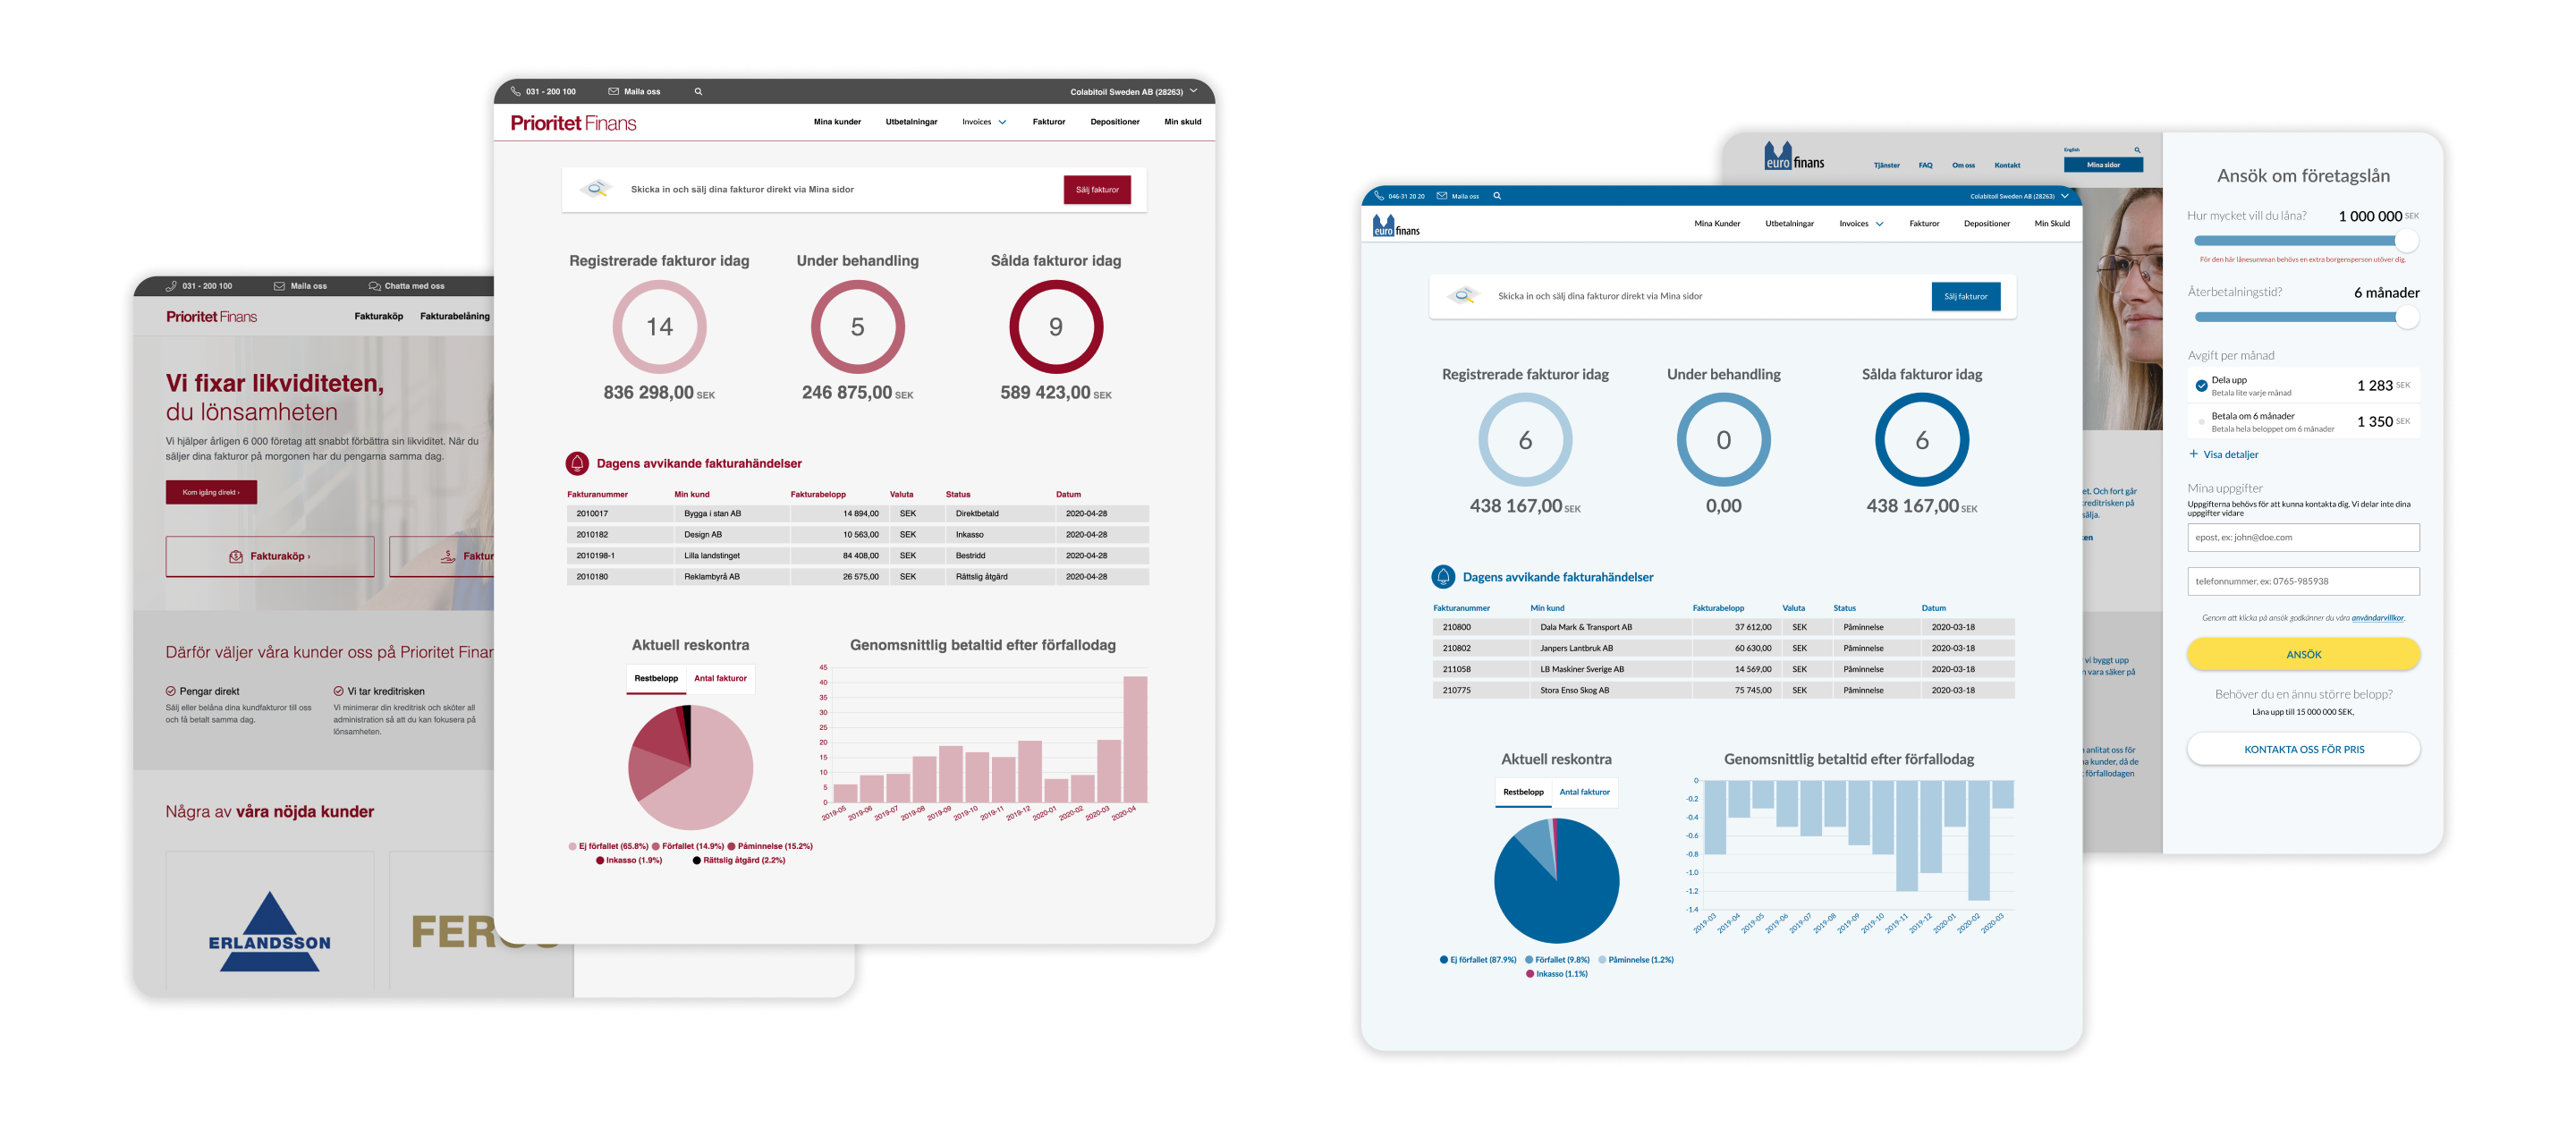 031 - 200 100
Maila oss
Chatta med oss
Prioritet Finans
Fakturaköp
Fakturabelåning
Vi fixar likviditeten,
du lönsamheten
Vi hjälper årligen 6 000 företag att snabbt förbättra sin likviditet. När du
säljer dina fakturor på morgonen har du pengarna samma dag.
Kom igång direkt ›
Fakturaköp ›
Faktur
Därför väljer våra kunder oss på Prioritet Finar
Pengar direkt
Sälj eller belåna dina kundfakturor till oss
och få betalt samma dag.
Vi tar kreditrisken
Vi minimerar din kreditrisk och sköter all
administration så att du kan fokusera på
lönsamheten.
Några av våra nöjda kunder
ERLANDSSON
031 - 200 100
Maila oss
Colabitoil Sweden AB (28263)
Prioritet Finans
Mina kunder
Utbetalningar
Invoices
Fakturor
Depositioner
Min skuld
Skicka in och sälj dina fakturor direkt via Mina sidor
Sälj fakturor
Registrerade fakturor idag
Under behandling
Sålda fakturor idag
14
5
9
836 298,00 SEK
246 875,00 SEK
589 423,00 SEK
Dagens avvikande fakturahändelser
Fakturanummer Min kund Fakturabelopp Valuta Status Datum
2010017 Bygga i stan AB 14 894,00 SEK Direktbetald 2020-04-28
2010182 Design AB 10 563,00 SEK Inkasso 2020-04-28
2010198-1 Lilla landstinget 84 408,00 SEK Bestridd 2020-04-28
2010180 Reklambyrå AB 26 575,00 SEK Rättslig åtgärd 2020-04-28
Aktuell reskontra
Restbelopp
Antal fakturor
Ej förfallet (65.8%) Förfallet (14.9%) Påminnelse (15.2%)
Inkasso (1.9%) Rättslig åtgärd (2.2%)
Genomsnittlig betaltid efter förfallodag
45
40
35
30
25
20
15
10
5
0
2019-05 2019-06 2019-07 2019-08 2019-09 2019-10 2019-11 2019-12 2020-01 2020-02 2020-03 2020-04
046-31 20 20
Maila oss
Colabitoil Sweden AB (28263)
euro finans
Mina Kunder
Utbetalningar
Invoices
Fakturor
Depositioner
Min Skuld
Skicka in och sälj dina fakturor direkt via Mina sidor
Sälj fakturor
Registrerade fakturor idag
Under behandling
Sålda fakturor idag
6
0
6
438 167,00 SEK
0,00
438 167,00 SEK
Dagens avvikande fakturahändelser
Fakturanummer Min kund Fakturabelopp Valuta Status Datum
210800 Dala Mark & Transport AB 37 612,00 SEK Påminnelse 2020-03-18
210802 Janpers Lantbruk AB 60 630,00 SEK Påminnelse 2020-03-18
211058 LB Maskiner Sverige AB 14 569,00 SEK Påminnelse 2020-03-18
210775 Stora Enso Skog AB 75 745,00 SEK Påminnelse 2020-03-18
Aktuell reskontra
Restbelopp
Antal fakturor
Ej förfallet (87.9%) Förfallet (9.8%) Påminnelse (1.2%)
Inkasso (1.1%)
Genomsnittlig betaltid efter förfallodag
0
-0.2
-0.4
-0.6
-0.8
-1.0
-1.2
-1.4
2019-03 2019-04 2019-05 2019-06 2019-07 2019-08 2019-09 2019-10 2019-11 2019-12 2020-01 2020-02 2020-03
euro finans
Tjänster
FAQ
Om oss
Kontakt
English
Mina sidor
et. Och fort går
kreditrisken på
sälja.
ken
vi byggt upp
n vara säker på
anlitat oss för
na kunder, då de
förfallodagen
Ansök om företagslån
Hur mycket vill du låna?
1 000 000 SEK
För den här lånesumman behövs en extra borgensperson utöver dig.
Återbetalningstid?
6 månader
Avgift per månad
Dela upp
Betala lite varje månad
1 283 SEK
Betala om 6 månader
Betala hela beloppet om 6 månader
1 350 SEK
+ Visa detaljer
Mina uppgifter
Uppgifterna behövs för att kunna kontakta dig. Vi delar inte dina
uppgifter vidare
epost, ex: john@doe.com
telefonnummer, ex: 0765-985938
Genom att klicka på ansök godkänner du våra användarvillkor.
ANSÖK
Behöver du en ännu större belopp?
Låna upp till 15 000 000 SEK,
KONTAKTA OSS FÖR PRIS